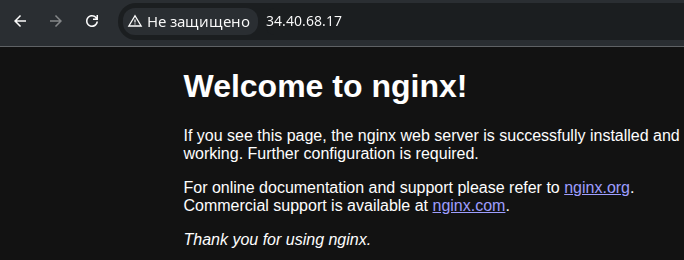 Не защищено 34.40.68.17
Welcome to nginx!
If you see this page, the nginx web server is successfully installed and
working. Further configuration is required.
For online documentation and support please refer to nginx.org.
Commercial support is available at nginx.com.
Thank you for using nginx.